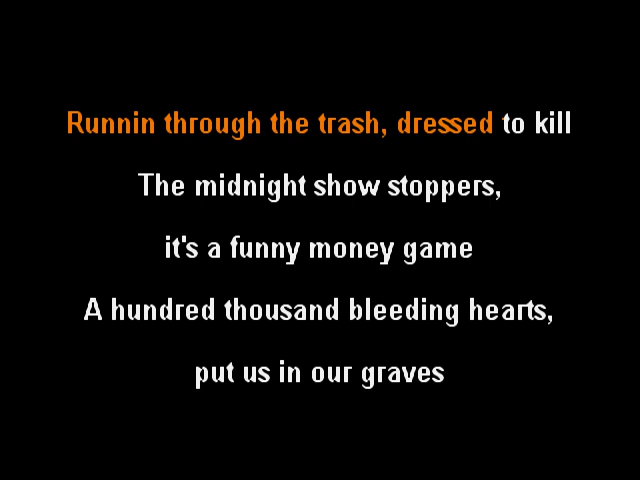 Runnin through the trash, dressed to kill
The midnight show stoppers,
it's a funny money game
A hundred thousand bleeding hearts,
put us in our graves